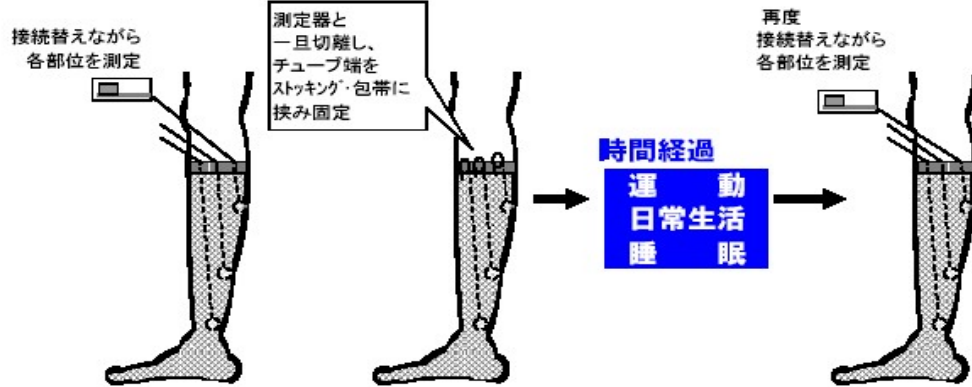 接続替えながら
各部位を測定
測定器と
一旦切離し、
チューブ端を
ストッキング・包帯に
挟み固定
時間経過
運 動
日常生活
睡 眠
再度
接続替えながら
各部位を測定